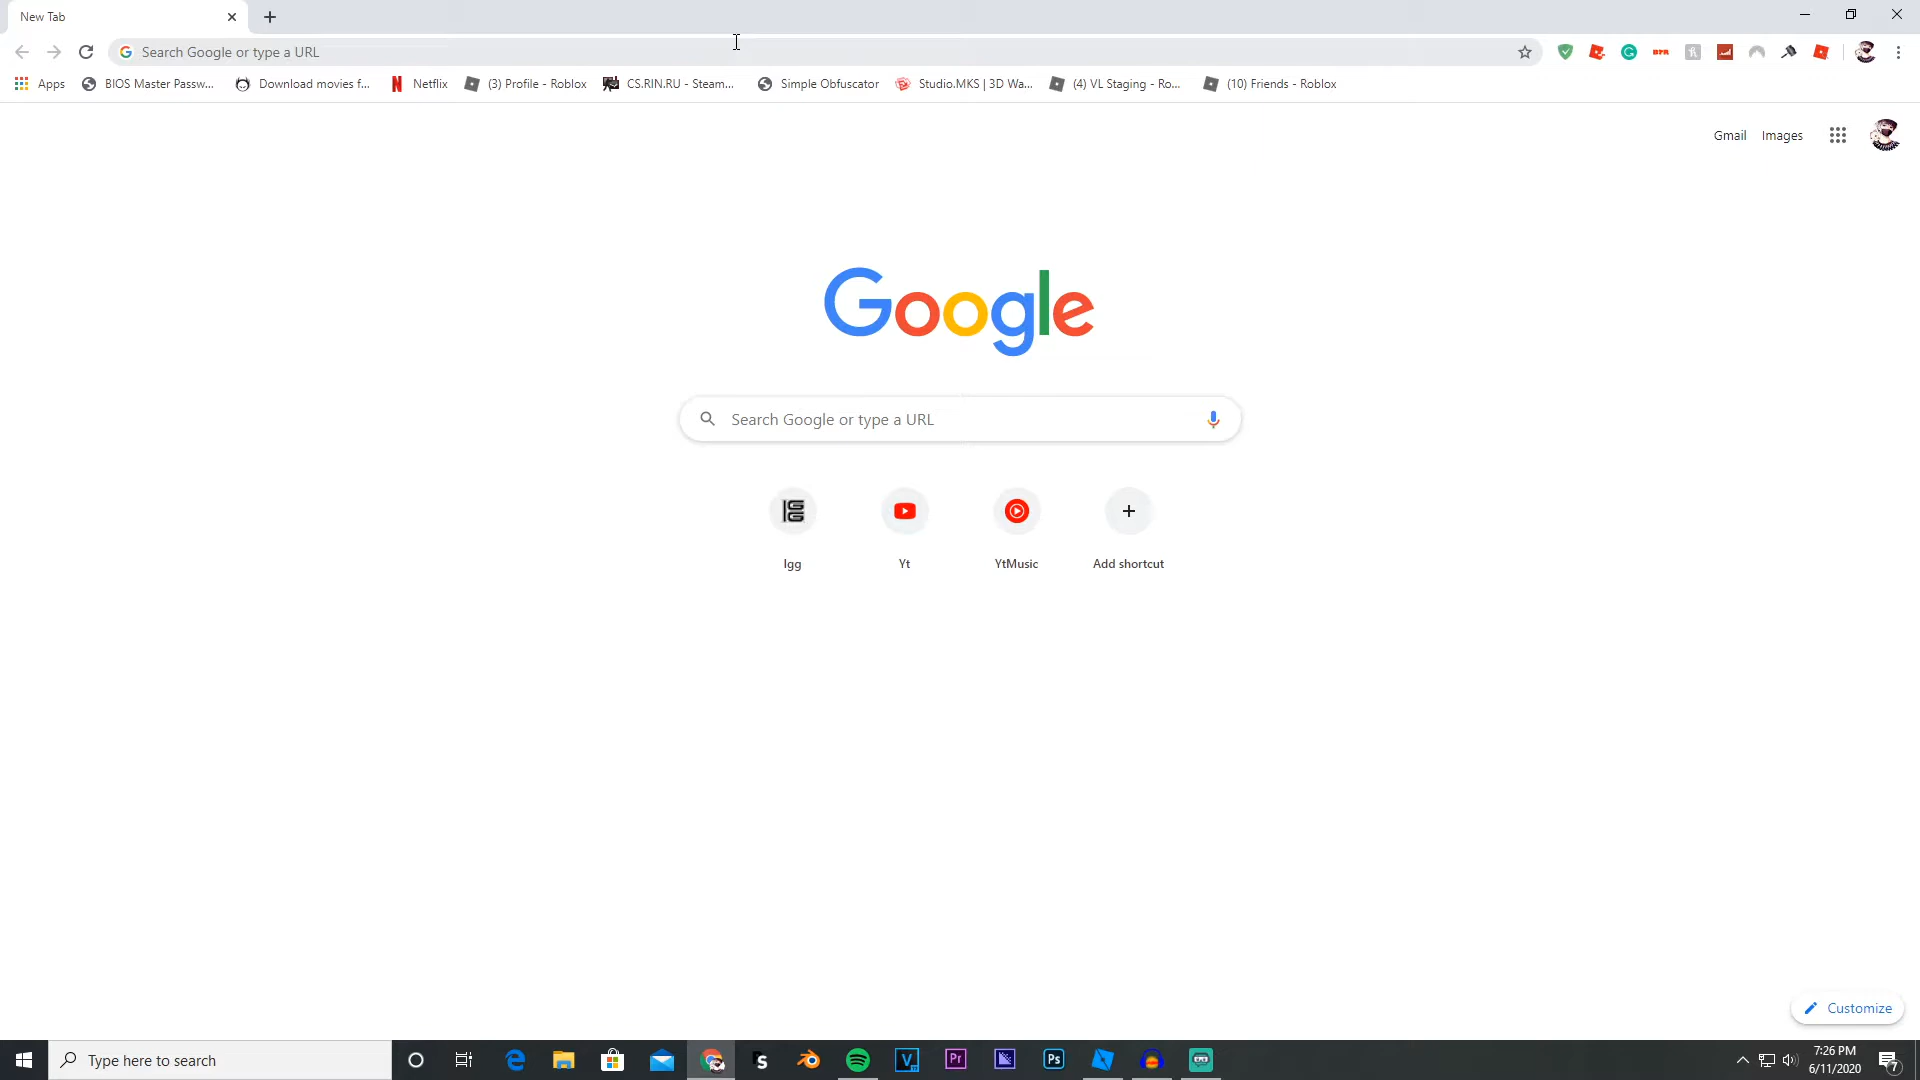 New Tab
Search Google or type a URL
Apps BIOS Master Passw... Download movies f... Netflix (3) Profile - Roblox CS.RIN.RU - Steam... Simple Obfuscator Studio.MKS | 3D Wa... (4) VL Staging - Ro... (10) Friends - Roblox
Gmail Images
Google
Search Google or type a URL
Igg Yt YtMusic Add shortcut
Customize
Type here to search
V Pr Ps
7:26 PM
6/11/2020
7